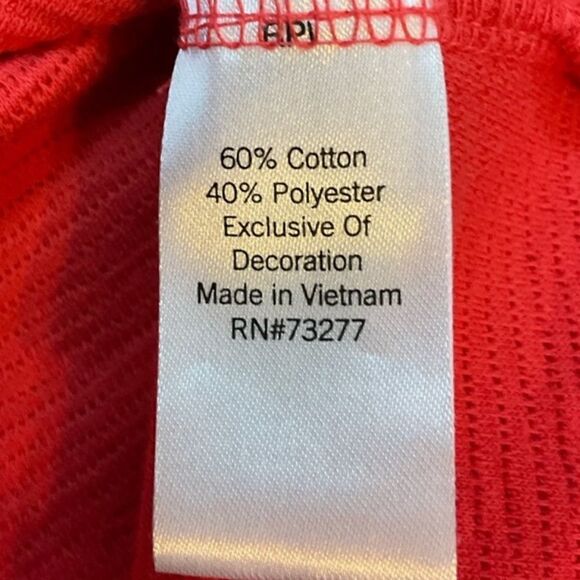 60% Cotton
40% Polyester
Exclusive Of
Decoration
Made in Vietnam
RN#73277